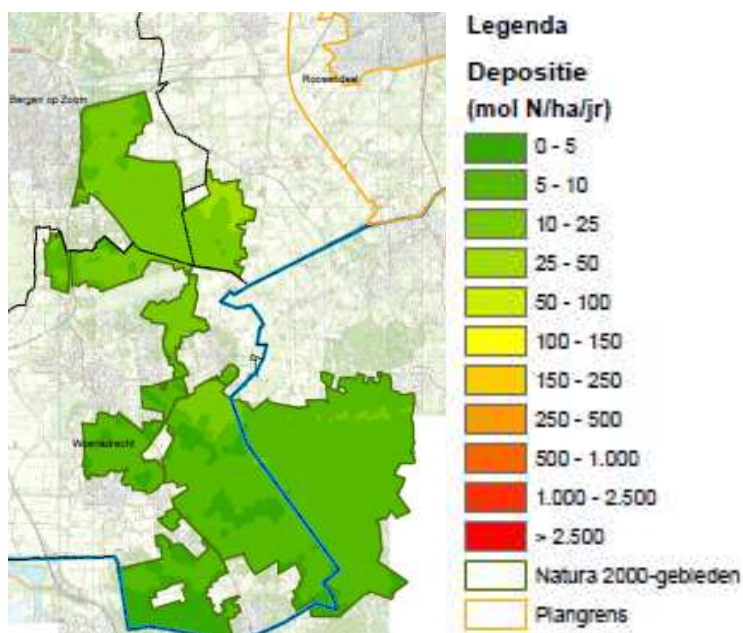 Bergen op Zoom
Roosendaal
Woensdrecht
Legenda
Depositie
(mol N/ha/jr)
0 - 5
5 - 10
10 - 25
25 - 50
50 - 100
100 - 150
150 - 250
250 - 500
500 - 1.000
1.000 - 2.500
> 2.500
Natura 2000-gebieden
Plangrens